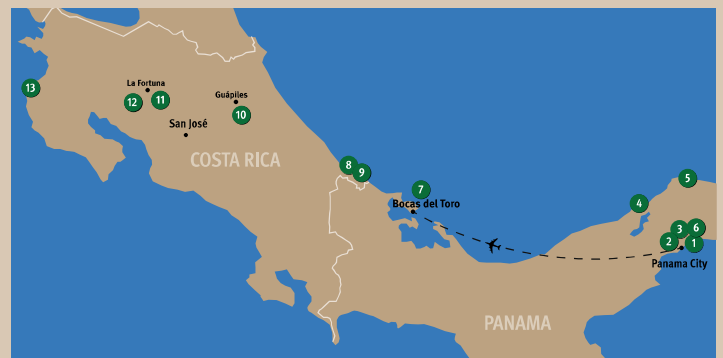 13
La Fortuna
12
11
Guápiles
10
San José
COSTA RICA
8
9
7
Bocas del Toro
5
4
3
6
2
1
Panama City
PANAMA